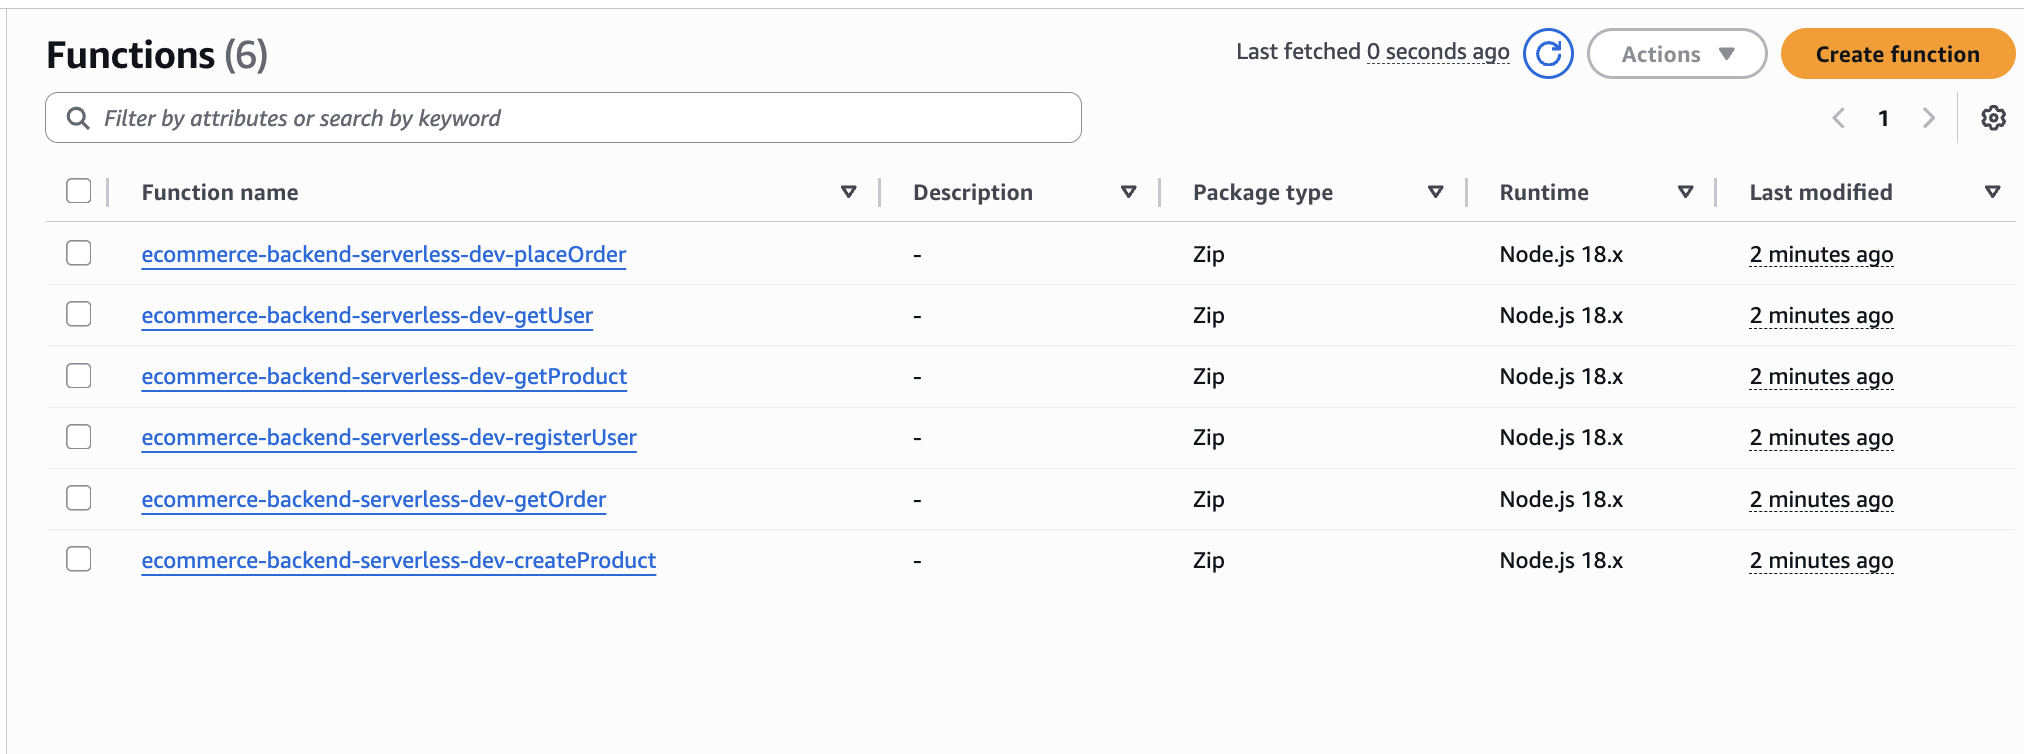 Functions (6)
Last fetched 0 seconds ago
Actions
Create function
Filter by attributes or search by keyword
1
Function name Description Package type Runtime Last modified
ecommerce-backend-serverless-dev-placeOrder - Zip Node.js 18.x 2 minutes ago
ecommerce-backend-serverless-dev-getUser - Zip Node.js 18.x 2 minutes ago
ecommerce-backend-serverless-dev-getProduct - Zip Node.js 18.x 2 minutes ago
ecommerce-backend-serverless-dev-registerUser - Zip Node.js 18.x 2 minutes ago
ecommerce-backend-serverless-dev-getOrder - Zip Node.js 18.x 2 minutes ago
ecommerce-backend-serverless-dev-createProduct - Zip Node.js 18.x 2 minutes ago